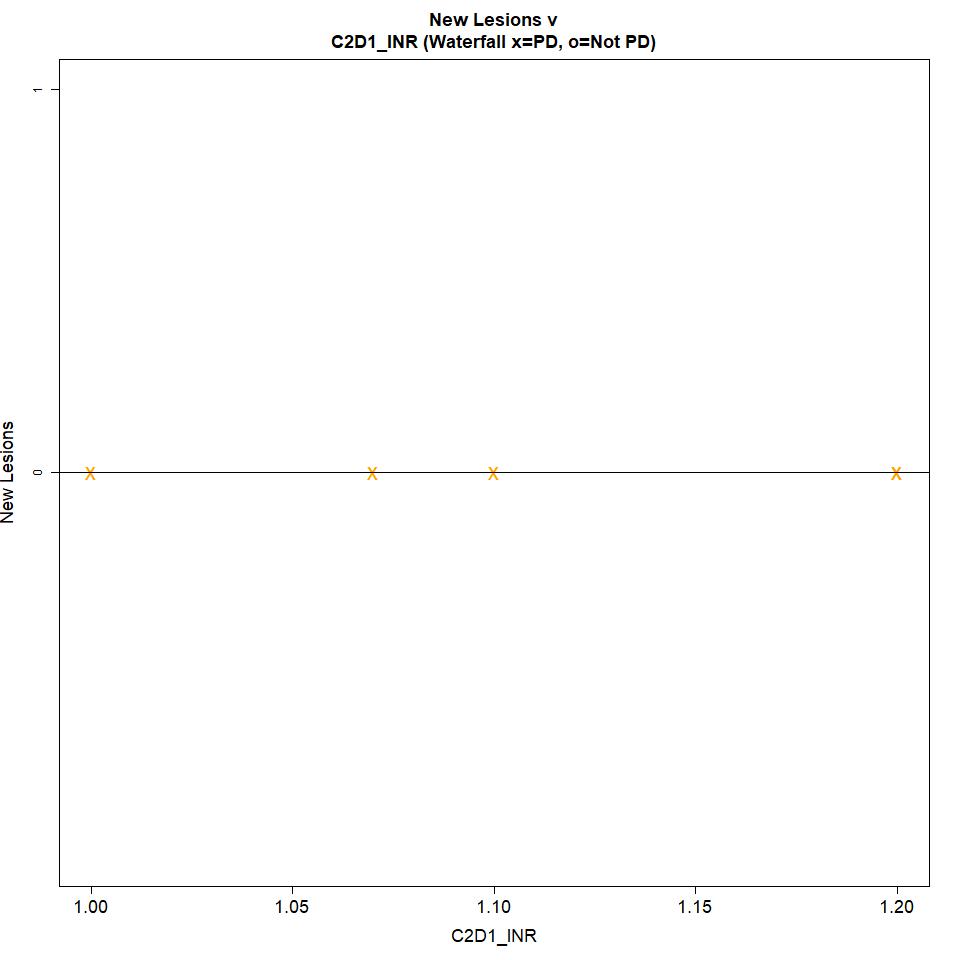 New Lesions v
C2D1_INR (Waterfall x=PD, o=Not PD)
1
0
New Lesions
x x x x
1.00 1.05 1.10 1.15 1.20
C2D1_INR